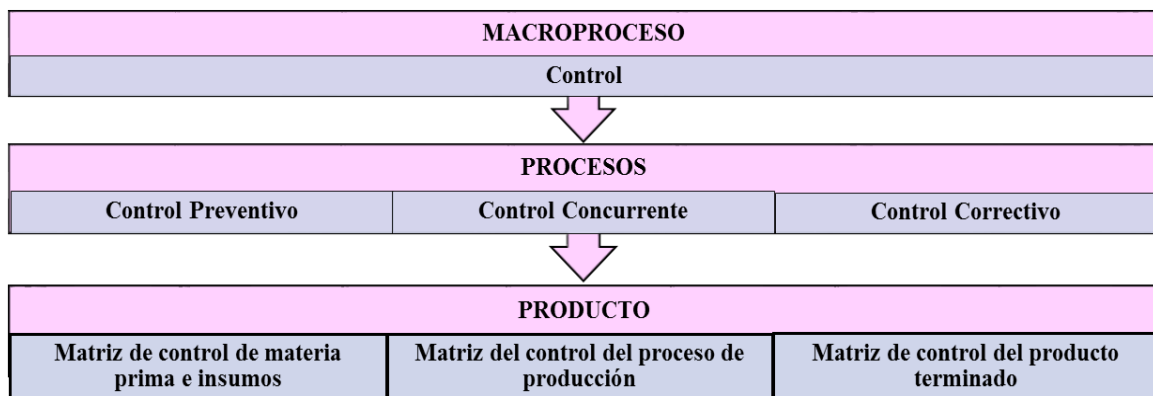 MACROPROCESO
Control
PROCESOS
Control Preventivo
Control Concurrente
Control Correctivo
PRODUCTO
Matriz de control de materia
prima e insumos
Matriz del control del proceso de
producción
Matriz de control del producto
terminado